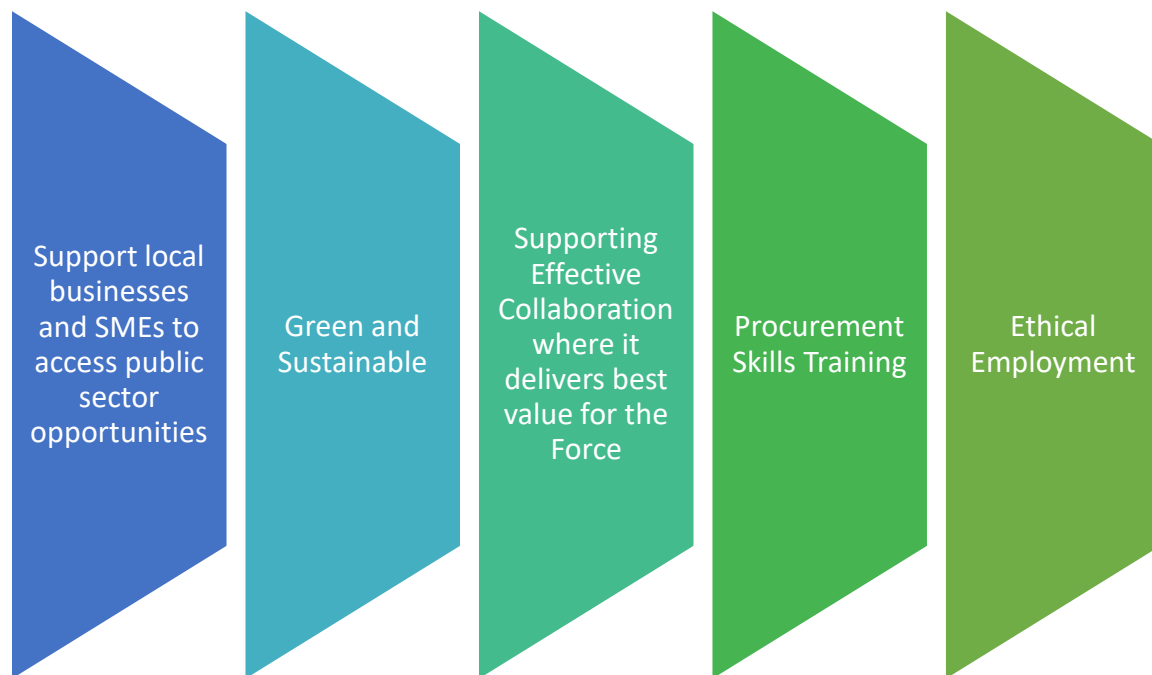 Support local
businesses
and SMEs to
access public
sector
opportunities
Green and
Sustainable
Supporting
Effective
Collaboration
where it
delivers best
value for the
Force
Procurement
Skills Training
Ethical
Employment